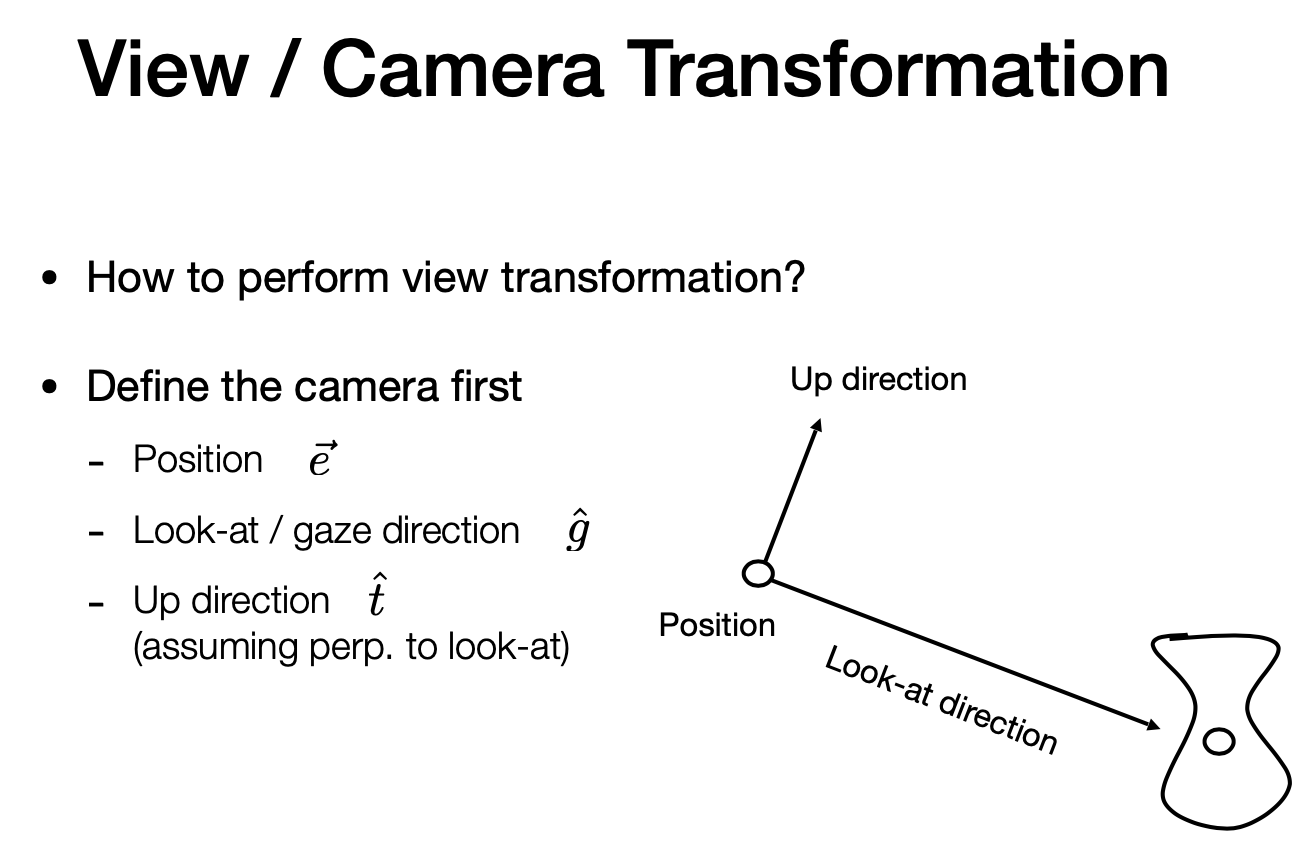 View / Camera Transformation
• How to perform view transformation?
• Define the camera first
- Position $\vec{e}$
- Look-at / gaze direction $\hat{g}$
- Up direction $\hat{t}$
(assuming perp. to look-at)
Up direction
Position
Look-at direction